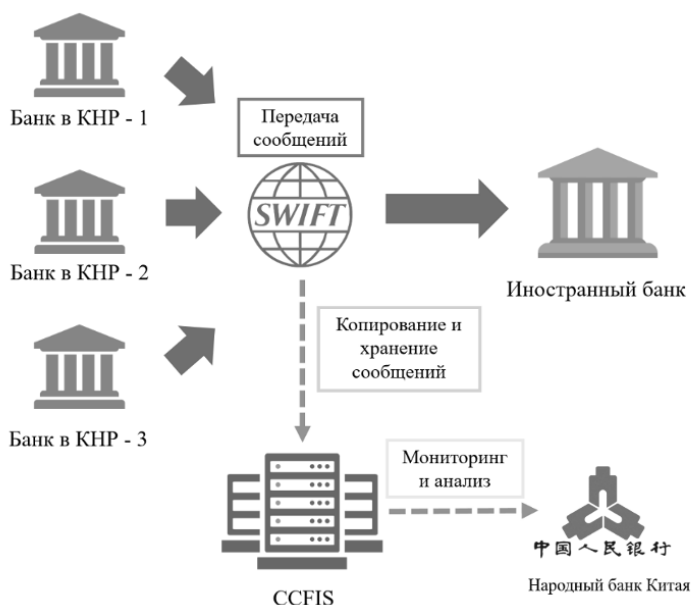 Банк в КНР - 1
Передача
сообщений
SWIFT
Банк в КНР - 2
Иностранный банк
Копирование и
хранение
сообщений
Банк в КНР - 3
Мониторинг
и анализ
中国人民银行
Народный банк Китая
CCFIS